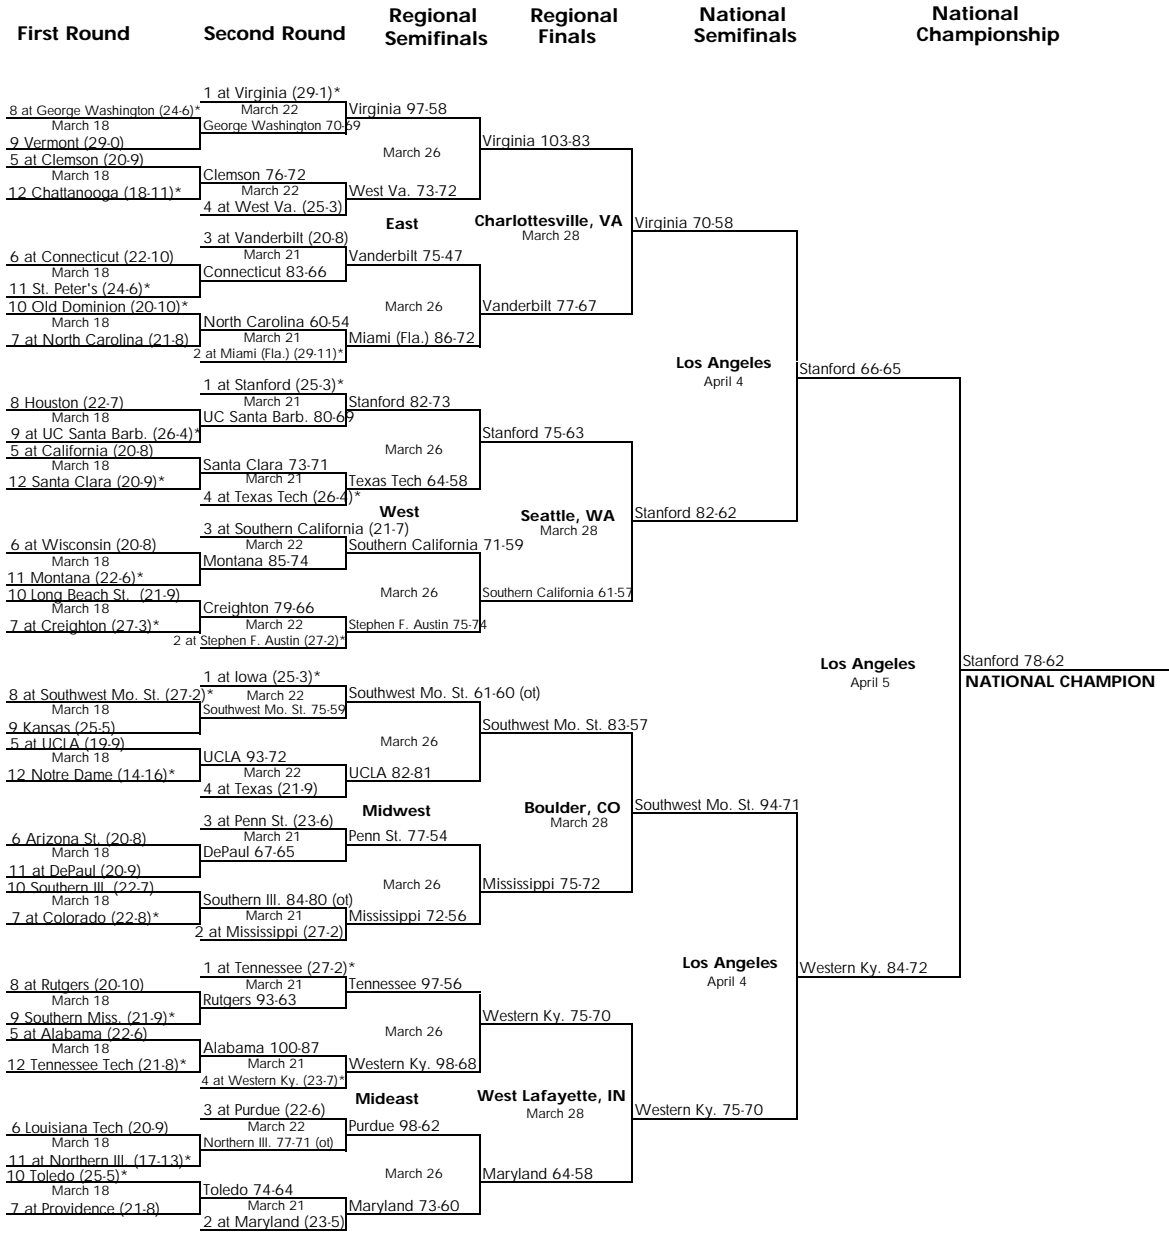 First Round
Second Round
Regional
Semifinals
Regional
Finals
National
Semifinals
National
Championship
1 at Virginia (29-1)*
8 at George Washington (24-6)*
March 22
Virginia 97-58
March 18
George Washington 70-69
9 Vermont (29-0)
March 26
Virginia 103-83
5 at Clemson (20-9)
March 18
Clemson 76-72
12 Chattanooga (18-11)*
March 22
West Va. 73-72
4 at West Va. (25-3)
East
Charlottesville, VA
March 28
Virginia 70-58
3 at Vanderbilt (20-8)
6 at Connecticut (22-10)
March 21
Vanderbilt 75-47
March 18
Connecticut 83-66
11 St. Peter's (24-6)*
10 Old Dominion (20-10)*
March 26
Vanderbilt 77-67
March 18
North Carolina 60-54
7 at North Carolina (21-8)
March 21
Miami (Fla.) 86-72
2 at Miami (Fla.) (29-11)*
Los Angeles
April 4
Stanford 66-65
1 at Stanford (25-3)*
8 Houston (22-7)
March 21
Stanford 82-73
March 18
UC Santa Barb. 80-69
9 at UC Santa Barb. (26-4)*
Stanford 75-63
5 at California (20-8)
March 26
March 18
Santa Clara 73-71
12 Santa Clara (20-9)*
March 21
Texas Tech 64-58
4 at Texas Tech (26-4)*
West
Seattle, WA
March 28
Stanford 82-62
3 at Southern California (21-7)
6 at Wisconsin (20-8)
March 22
Southern California 71-59
March 18
Montana 85-74
11 Montana (22-6)*
10 Long Beach St. (21-9)
March 26
Southern California 61-57
March 18
Creighton 79-66
7 at Creighton (27-3)*
March 22
Stephen F. Austin 75-74
2 at Stephen F. Austin (27-2)*
Los Angeles
April 5
Stanford 78-62
NATIONAL CHAMPION
1 at Iowa (25-3)*
8 at Southwest Mo. St. (27-2)*
March 22
Southwest Mo. St. 61-60 (ot)
March 18
Southwest Mo. St. 75-59
9 Kansas (25-5)
Southwest Mo. St. 83-57
5 at UCLA (19-9)
March 26
March 18
UCLA 93-72
12 Notre Dame (14-16)*
March 22
UCLA 82-81
4 at Texas (21-9)
Midwest
Boulder, CO
March 28
Southwest Mo. St. 94-71
3 at Penn St. (23-6)
6 Arizona St. (20-8)
March 21
Penn St. 77-54
March 18
DePaul 67-65
11 at DePaul (20-9)
10 Southern Ill. (22-7)
March 26
Mississippi 75-72
March 18
Southern Ill. 84-80 (ot)
7 at Colorado (22-8)*
March 21
Mississippi 72-56
2 at Mississippi (27-2)
Los Angeles
April 4
Western Ky. 84-72
1 at Tennessee (27-2)*
8 at Rutgers (20-10)
March 21
Tennessee 97-56
March 18
Rutgers 93-63
9 Southern Miss. (21-9)*
Western Ky. 75-70
5 at Alabama (22-6)
March 26
March 18
Alabama 100-87
12 Tennessee Tech (21-8)*
March 21
Western Ky. 98-68
4 at Western Ky. (23-7)*
Mideast
West Lafayette, IN
March 28
Western Ky. 75-70
3 at Purdue (22-6)
6 Louisiana Tech (20-9)
March 22
Purdue 98-62
March 18
Northern Ill. 77-71 (ot)
11 at Northern Ill. (17-13)*
10 Toledo (25-5)*
March 26
Maryland 64-58
March 18
Toledo 74-64
7 at Providence (21-8)
March 21
Maryland 73-60
2 at Maryland (23-5)